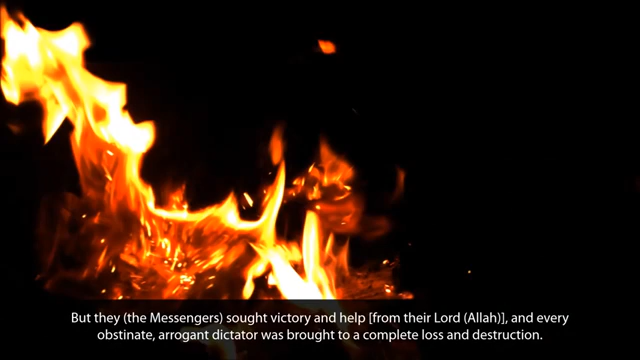 But they (the Messengers) sought victory and help [from their Lord (Allah)], and every
obstinate, arrogant dictator was brought to a complete loss and destruction.